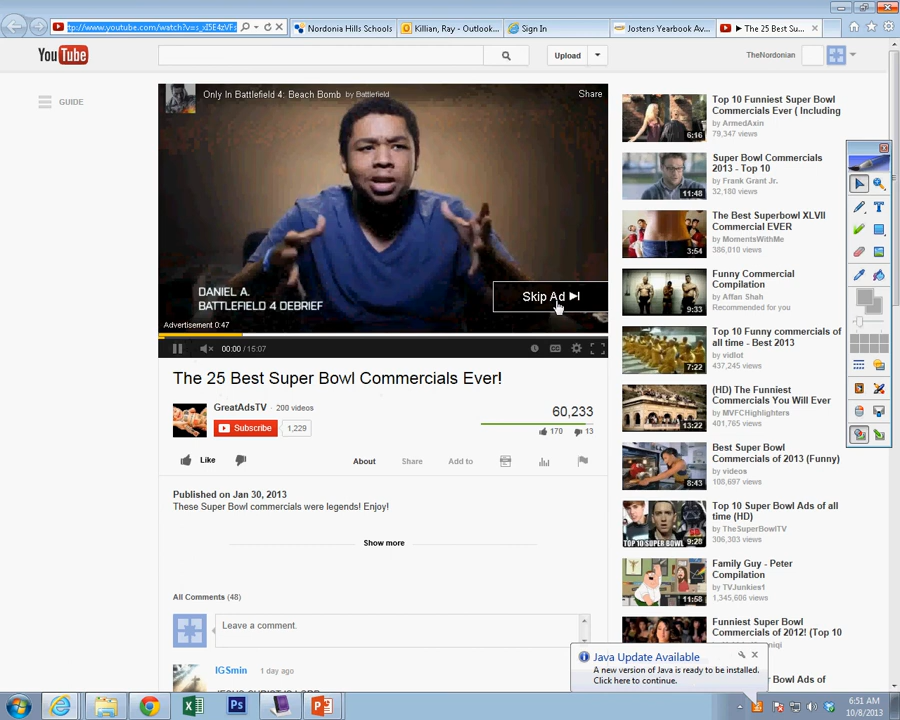 http://www.youtube.com/watch?v=s_xI5E4zVFs
Nordonia Hills Schools
Killian, Ray - Outlook...
Sign In
Jostens Yearbook Av...
▶ The 25 Best Su...
YouTube
Upload
TheNordonian
GUIDE
Only In Battlefield 4: Beach Bomb by Battlefield
Share
DANIEL A.
BATTLEFIELD 4 DEBRIEF
Skip Ad
Advertisement 0:47
00:00 / 15:07
The 25 Best Super Bowl Commercials Ever!
GreatAdsTV · 200 videos
Subscribe 1,229
60,233
170 13
Like
About
Share
Add to
Published on Jan 30, 2013
These Super Bowl commercials were legends! Enjoy!
Show more
All Comments (48)
Leave a comment.
IGSmin 1 day ago
Top 10 Funniest Super Bowl
Commercials Ever ( Including
by ArmedAxin
79,347 views
6:16
Super Bowl Commercials
2013 - Top 10
by Frank Grant Jr.
32,180 views
11:48
The Best Superbowl XLVII
Commercial EVER
by MomentsWithMe
386,010 views
3:54
Funny Commercial
Compilation
by Affan Shah
Recommended for you
9:33
Top 10 Funny commercials of
all time - Best 2013
by vidlot
437,245 views
7:22
(HD) The Funniest
Commercials You Will Ever
by MVFCHighlighters
401,765 views
13:22
Best Super Bowl
Commercials of 2013 (Funny)
by videos
108,697 views
8:43
Top 10 Super Bowl Ads of all
time (HD)
by TheSuperBowlTV
306,303 views
TOP 10 SUPER BOWL
9:28
Family Guy - Peter
Compilation
by TVJunkies1
1,345,606 views
11:58
Funniest Super Bowl
Commercials of 2012! (Top 10
Java Update Available
A new version of Java is ready to be installed.
Click here to continue.
6:51 AM
10/8/2013